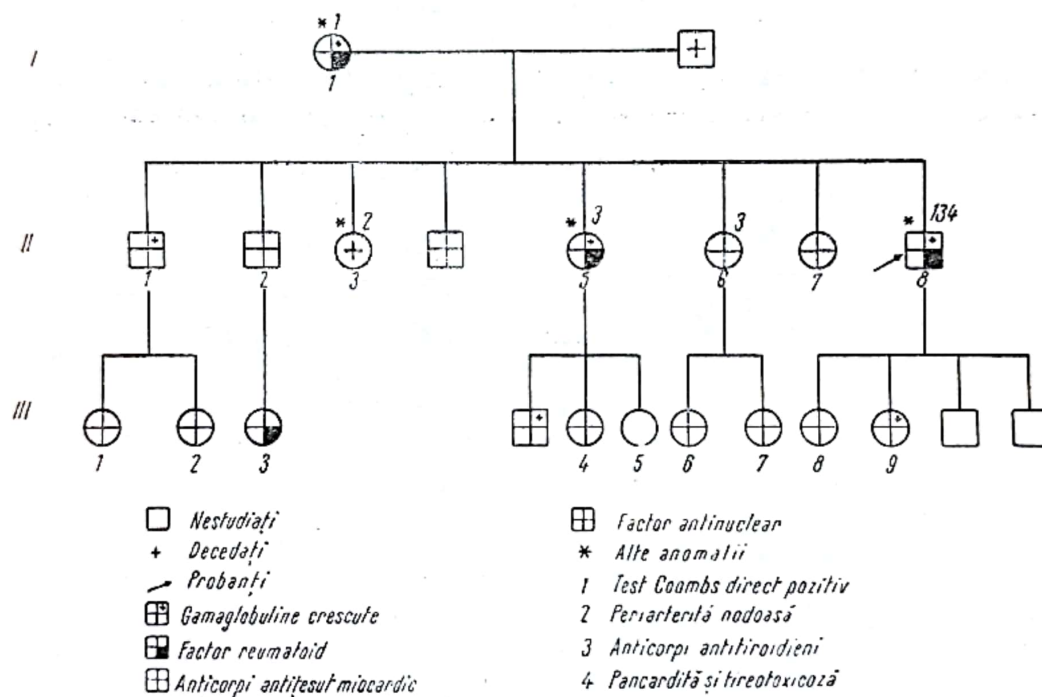 * 1
I
1
II
* 2
* 3
3
* 134
1
2
3
5
6
7
8
III
1
2
3
4
5
6
7
8
9
Nestudiați
+ Decedați
Probanți
Gamaglobuline crescute
Factor reumatoid
Anticorpi antițesut miocardic
Factor antinuclear
* Alte anomalii
1 Test Coombs direct pozitiv
2 Periarterită nodoasă
3 Anticorpi antitiroidieni
4 Pancardită și tireotoxicoză